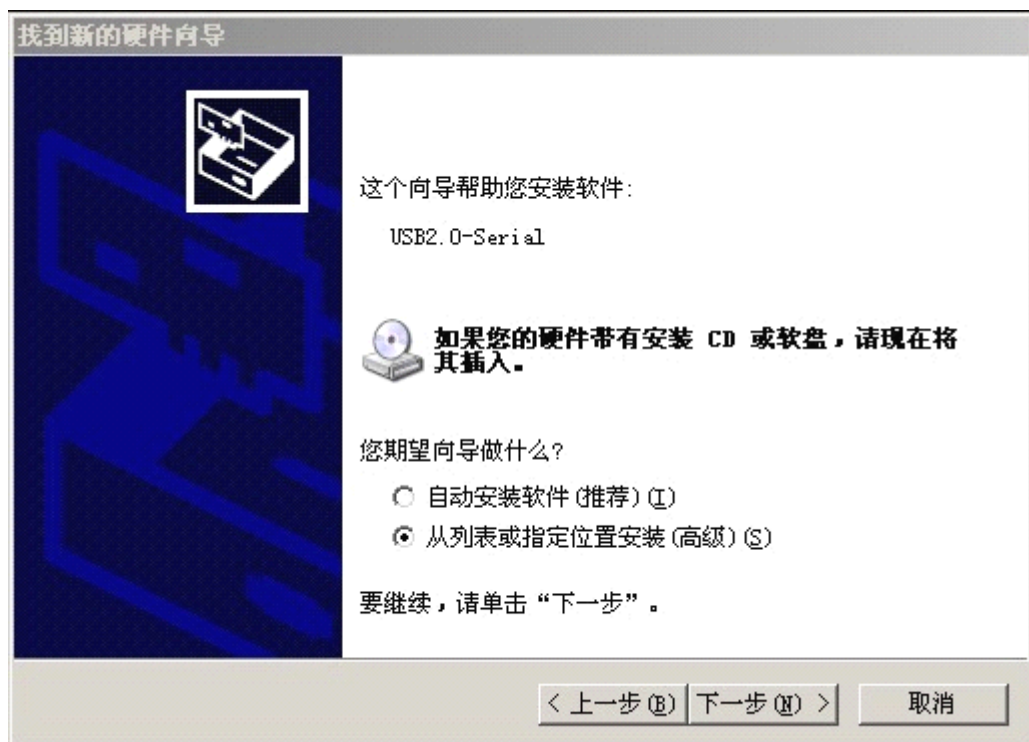 找到新的硬件向导
这个向导帮助您安装软件:
USB2.0-Serial
如果您的硬件带有安装 CD 或软盘，请现在将
其插入。
您期望向导做什么?
自动安装软件(推荐)(I)
从列表或指定位置安装(高级)(S)
要继续，请单击“下一步”。
< 上一步(B) 下一步(N) > 取消